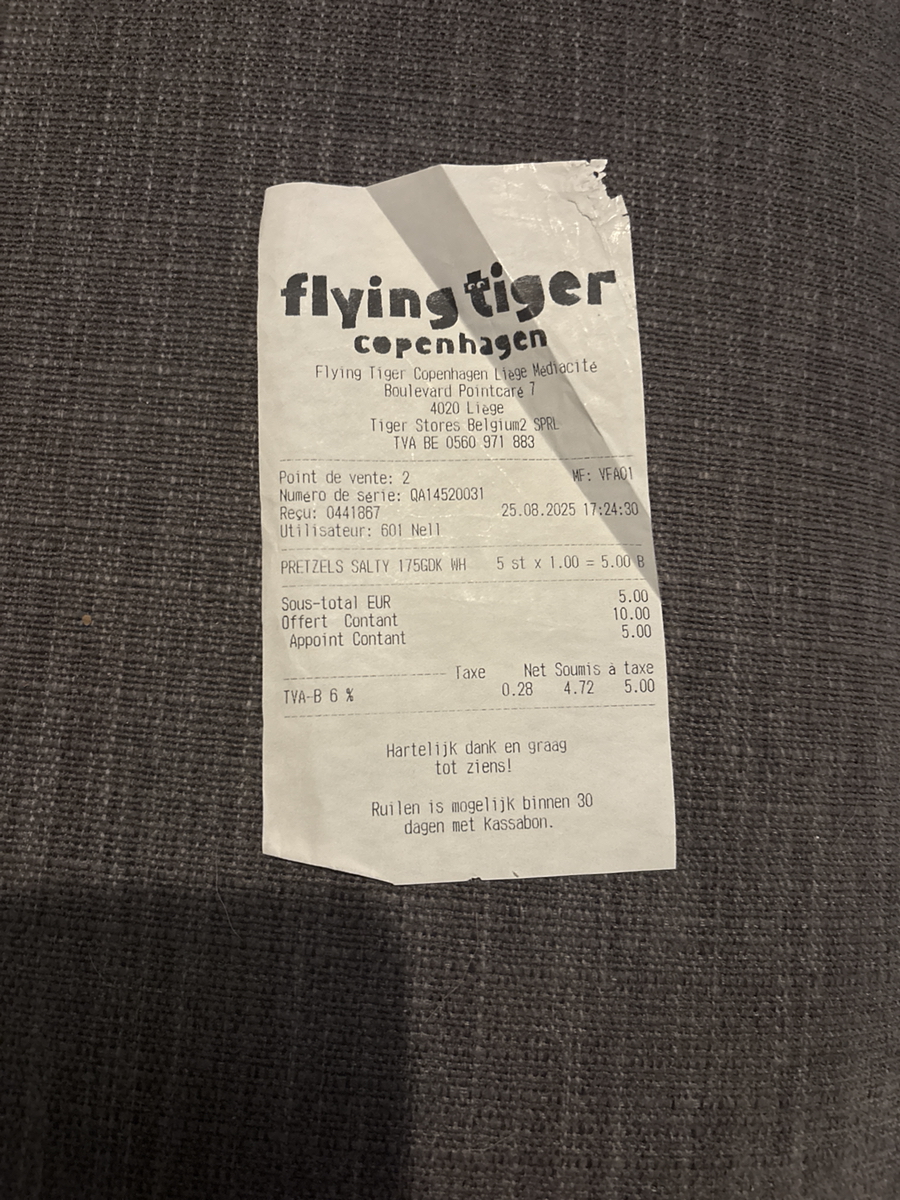 flying tiger
copenhagen
Flying Tiger Copenhagen Liege Médiacité
Boulevard Pointcaré 7
4020 Liege
Tiger Stores Belgium2 SPRL
TVA BE 0560 971 883
Point de vente: 2 MF: VFA01
Numéro de série: QA14520031
Reçu: 0441867 25.08.2025 17:24:30
Utilisateur: 601 Nell
PRETZELS SALTY 175GDK WH 5 st x 1.00 = 5.00 B
Sous-total EUR 5.00
Offert Contant 10.00
Appoint Contant 5.00
Taxe Net Soumis à taxe
TVA-B 6 % 0.28 4.72 5.00
Hartelijk dank en graag
tot ziens!
Ruilen is mogelijk binnen 30
dagen met Kassabon.